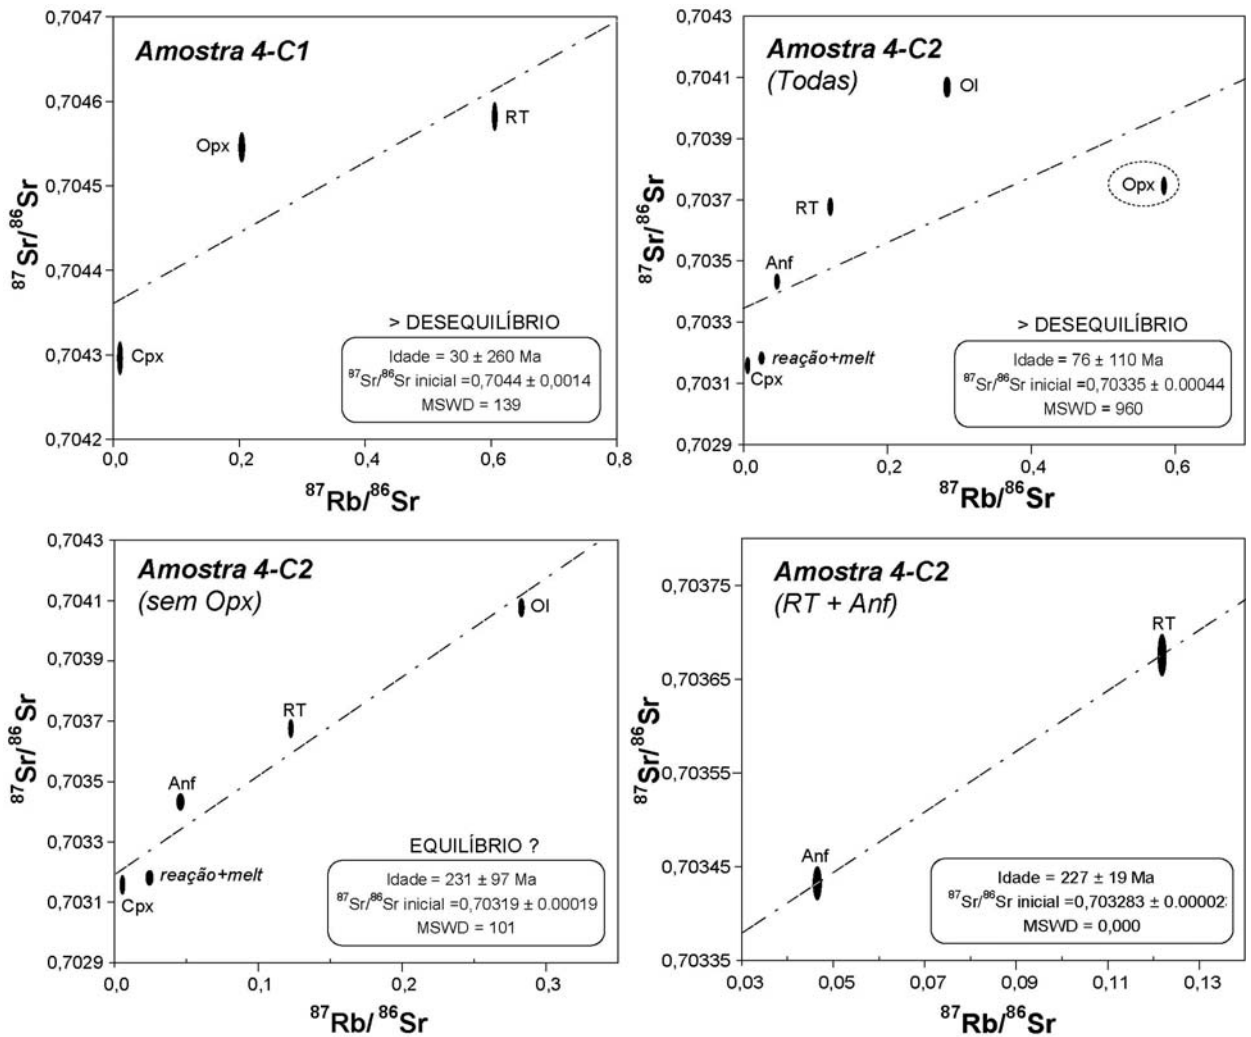 Amostra 4-C1
0,7047
0,7046
0,7045
0,7044
0,7043
0,7042
87Sr/86Sr
Opx
RT
Cpx
> DESEQUILÍBRIO
Idade = 30 ± 260 Ma
87Sr/86Sr inicial =0,7044 ± 0,0014
MSWD = 139
0,0
0,2
0,4
0,6
0,8
87Rb/86Sr
Amostra 4-C2
(Todas)
0,7043
0,7041
0,7039
0,7037
0,7035
0,7033
0,7031
0,7029
87Sr/86Sr
Ol
Opx
RT
Anf
reação+melt
Cpx
> DESEQUILÍBRIO
Idade = 76 ± 110 Ma
87Sr/86Sr inicial =0,70335 ± 0.00044
MSWD = 960
0,0
0,2
0,4
0,6
87Rb/86Sr
Amostra 4-C2
(sem Opx)
0,7043
0,7041
0,7039
0,7037
0,7035
0,7033
0,7031
0,7029
87Sr/86Sr
Ol
RT
Anf
reação+melt
Cpx
EQUILÍBRIO ?
Idade = 231 ± 97 Ma
87Sr/86Sr inicial =0,70319 ± 0.00019
MSWD = 101
0,0
0,1
0,2
0,3
87Rb/86Sr
Amostra 4-C2
(RT + Anf)
0,70375
0,70365
0,70355
0,70345
0,70335
87Sr/86Sr
RT
Anf
Idade = 227 ± 19 Ma
87Sr/86Sr inicial =0,703283 ± 0.00002
MSWD = 0,000
0,03
0,05
0,07
0,09
0,11
0,13
87Rb/86Sr